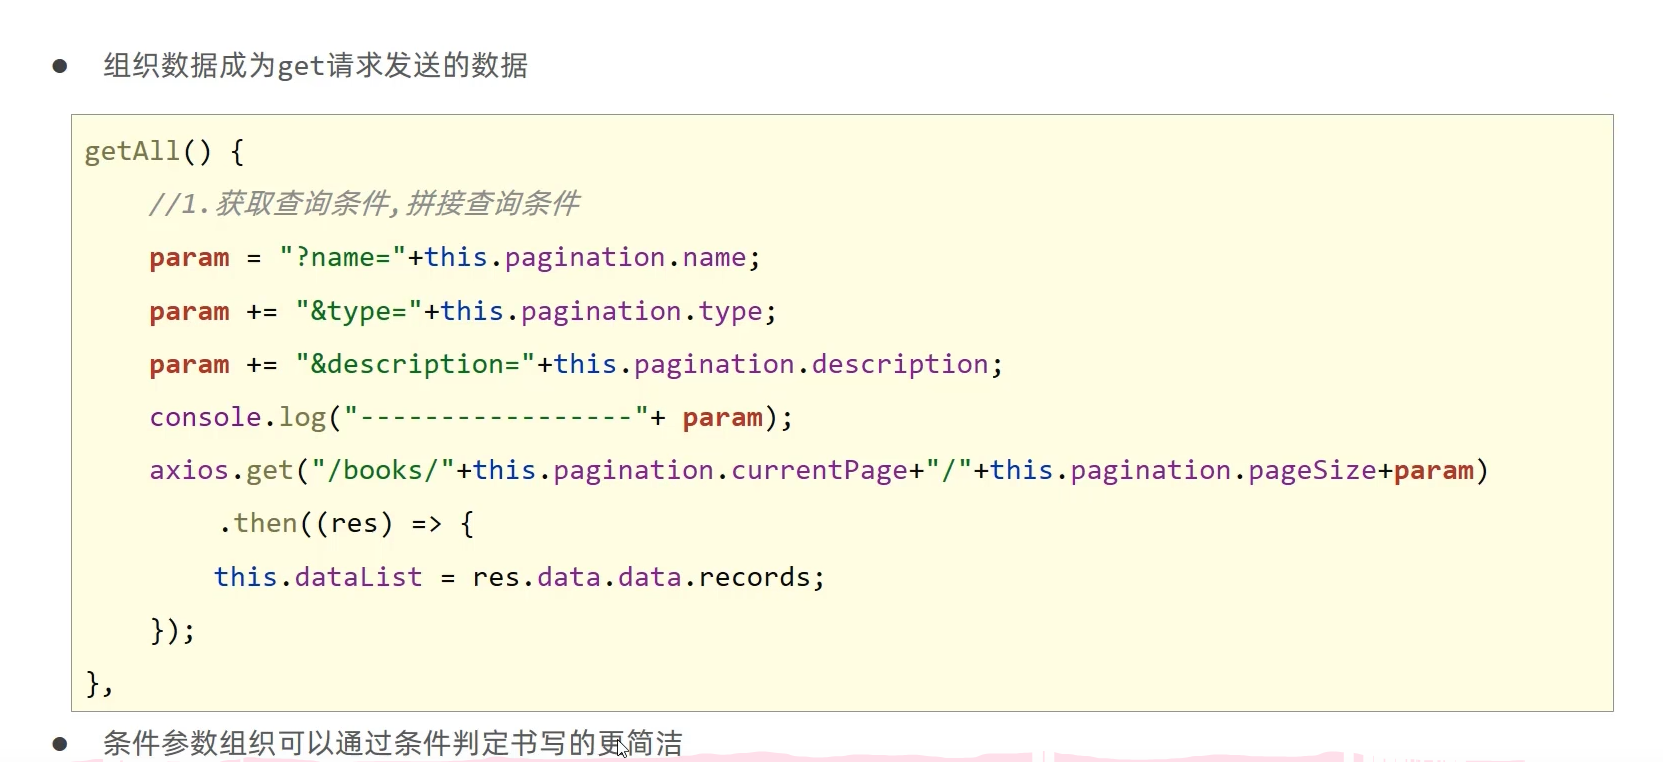 ● 组织数据成为get请求发送的数据
getAll() {
//1.获取查询条件,拼接查询条件
param = "?name="+this.pagination.name;
param += "&type="+this.pagination.type;
param += "&description="+this.pagination.description;
console.log("-----------------"+ param);
axios.get("/books/"+this.pagination.currentPage+"/"+this.pagination.pageSize+param)
.then((res) => {
this.dataList = res.data.data.records;
});
},
● 条件参数组织可以通过条件判定书写的更简洁